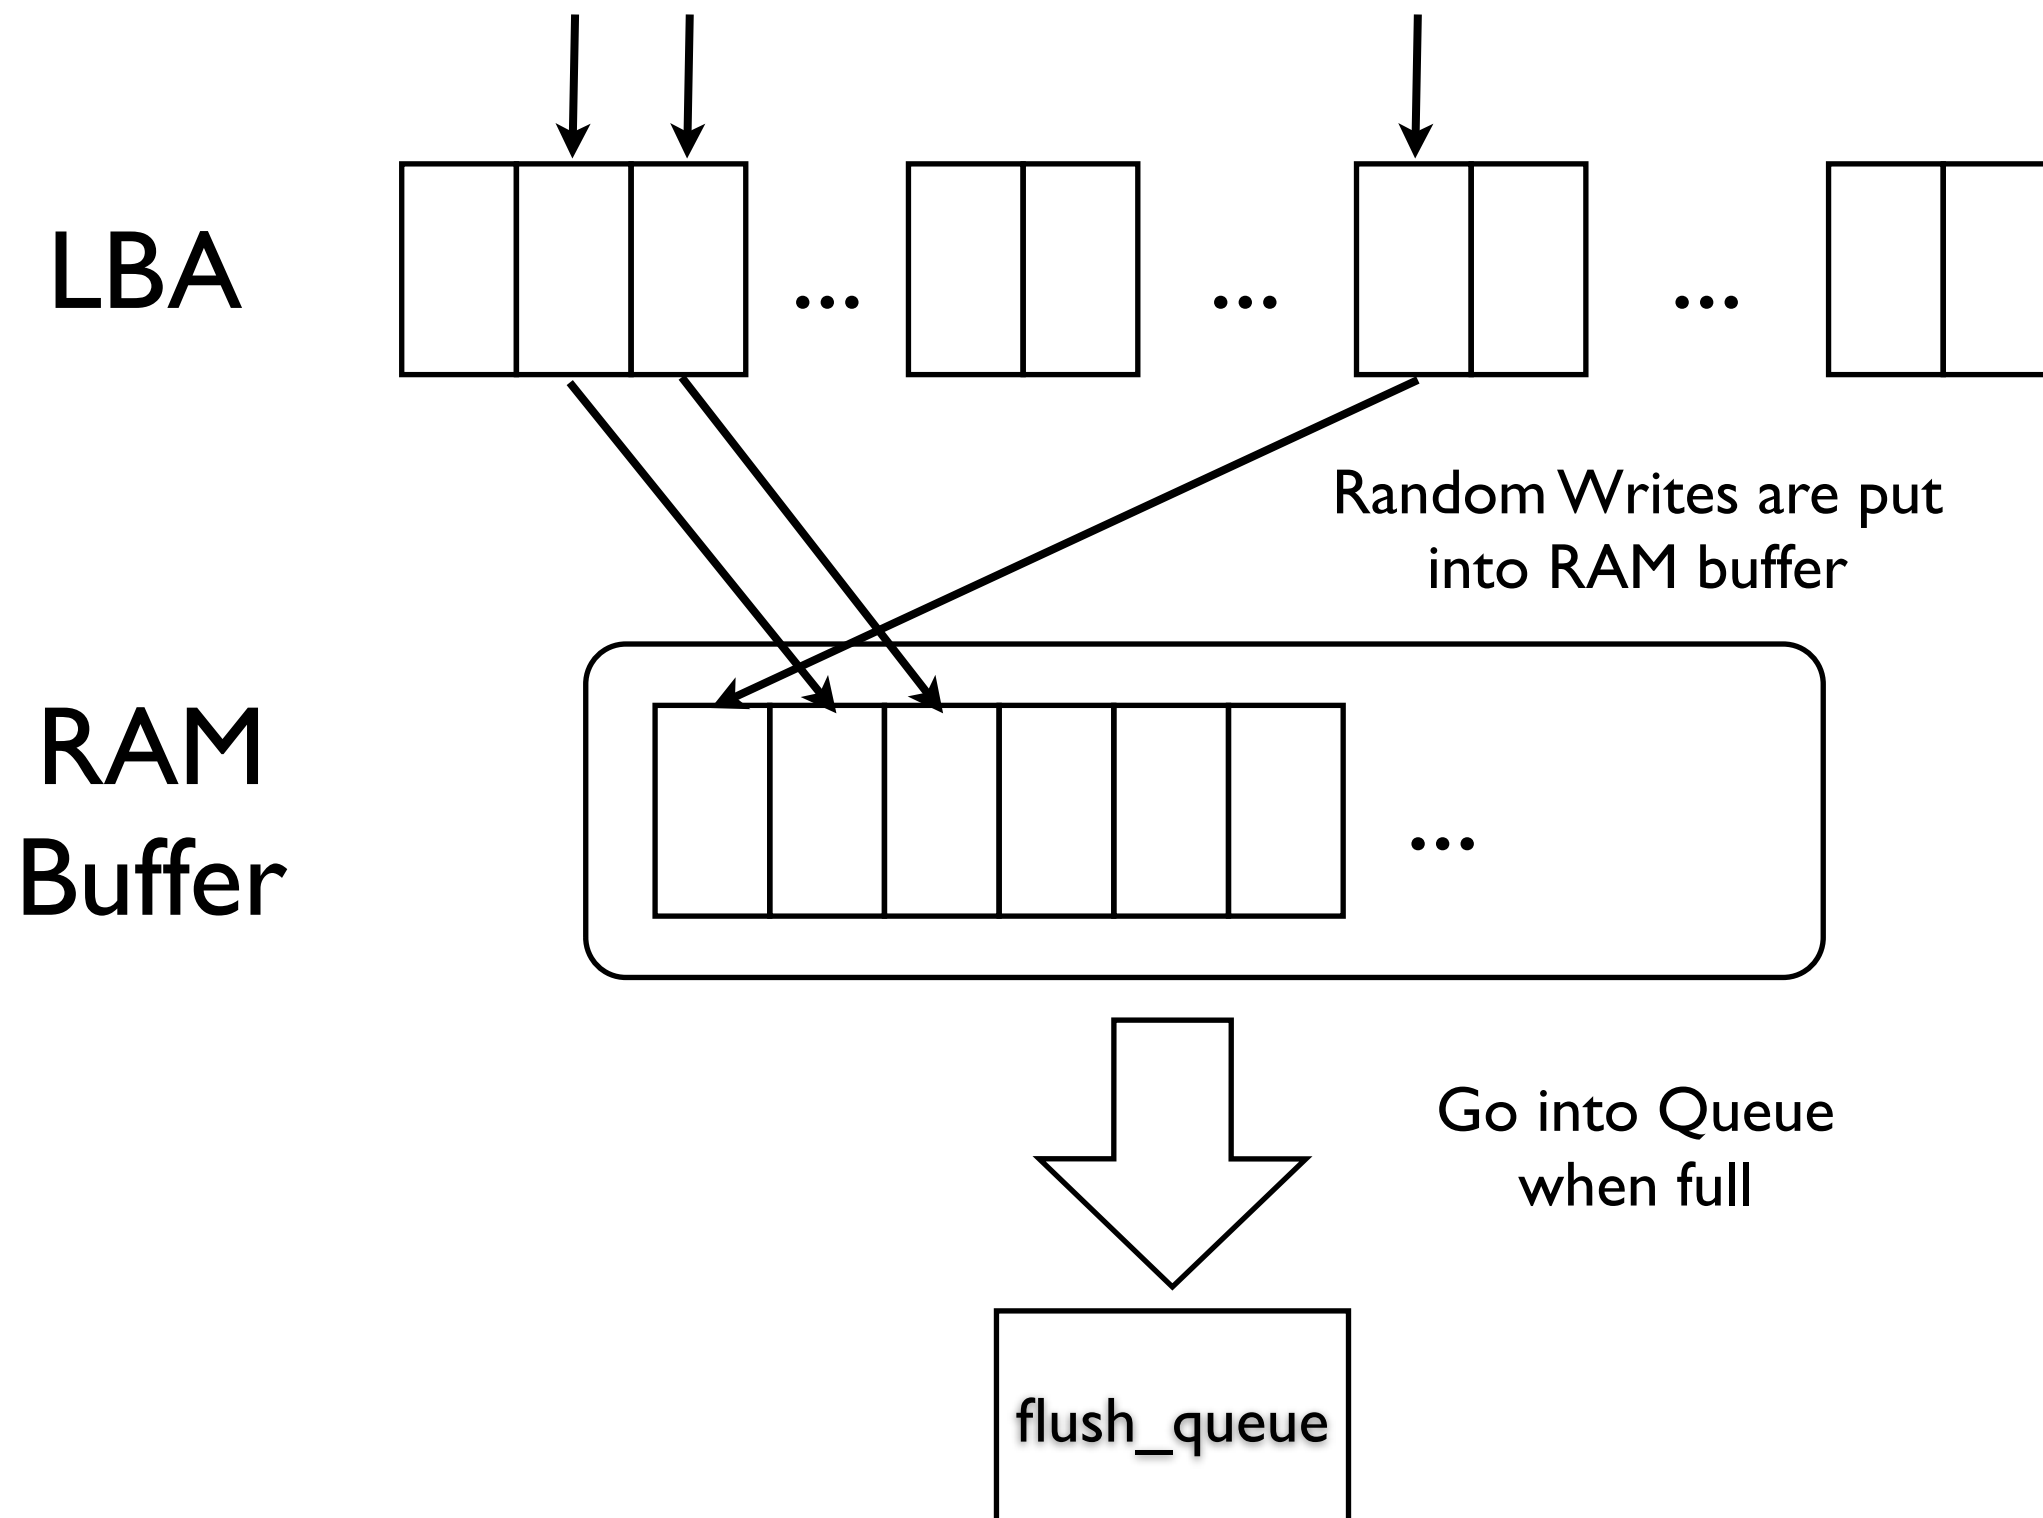 LBA
...
...
...
Random Writes are put
into RAM buffer
RAM
Buffer
...
Go into Queue
when full
flush_queue